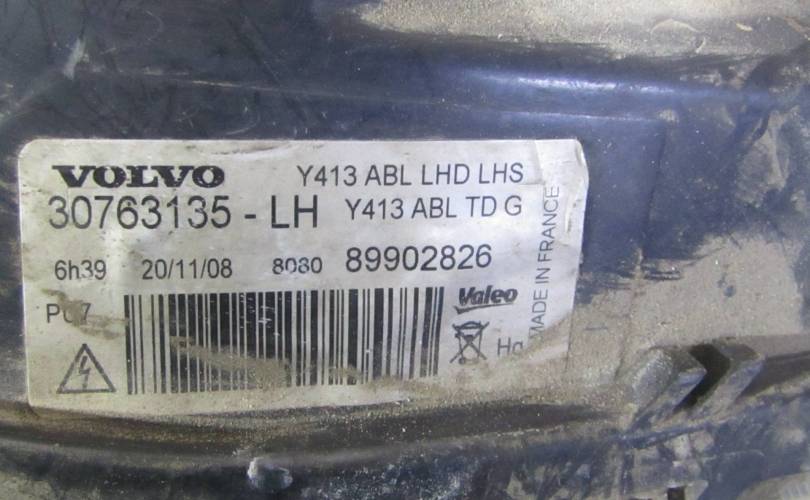 VOLVO Y413 ABL LHD LHS
30763135 - LH Y413 ABL TD G
6h39 20/11/08 8080 89902826
Valeo
Hg
MADE IN FRANCE